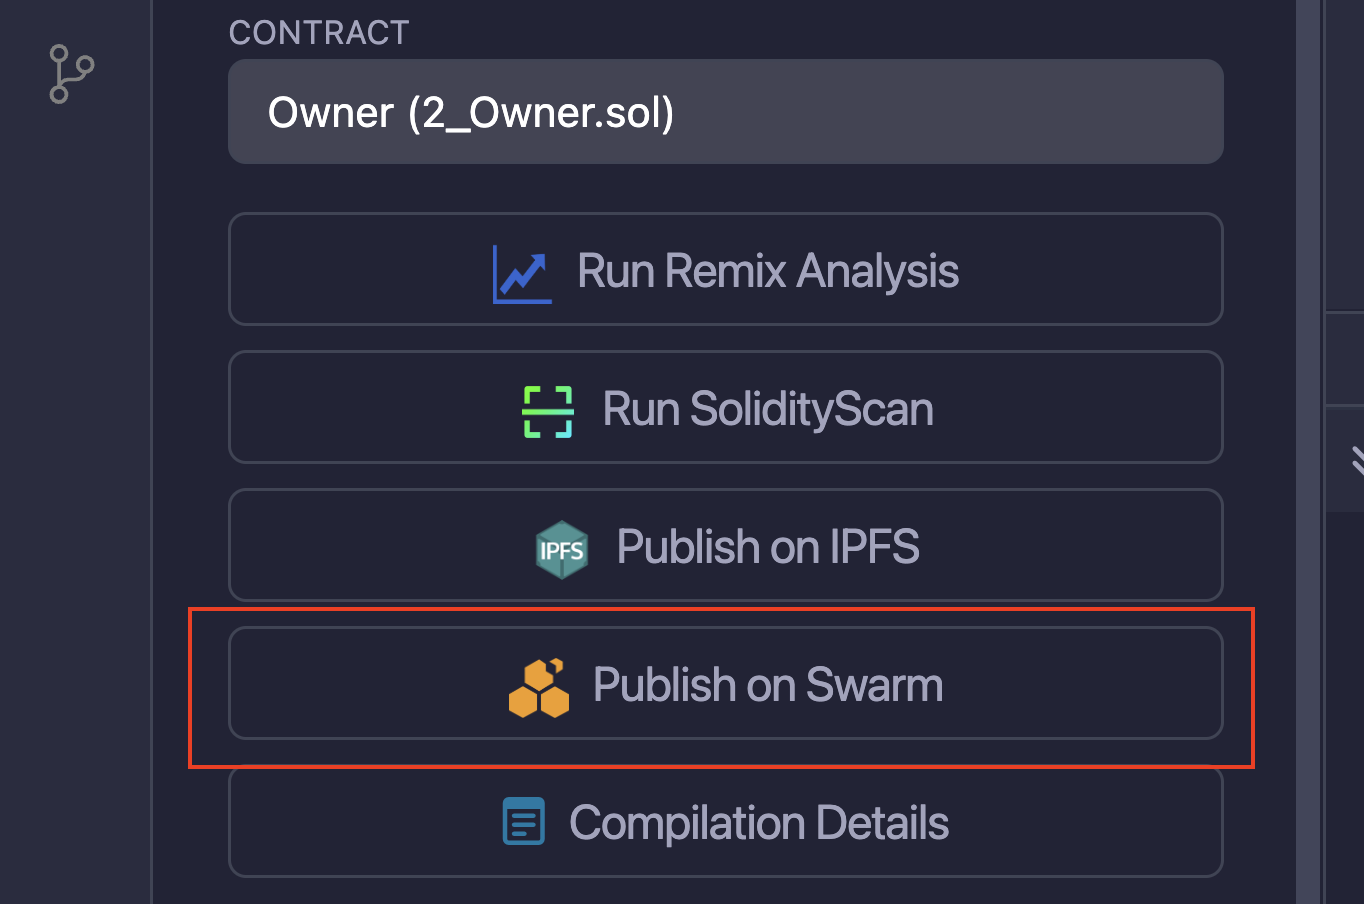 CONTRACT
Owner (2_Owner.sol)
Run Remix Analysis
Run SolidityScan
IPFS Publish on IPFS
Publish on Swarm
Compilation Details